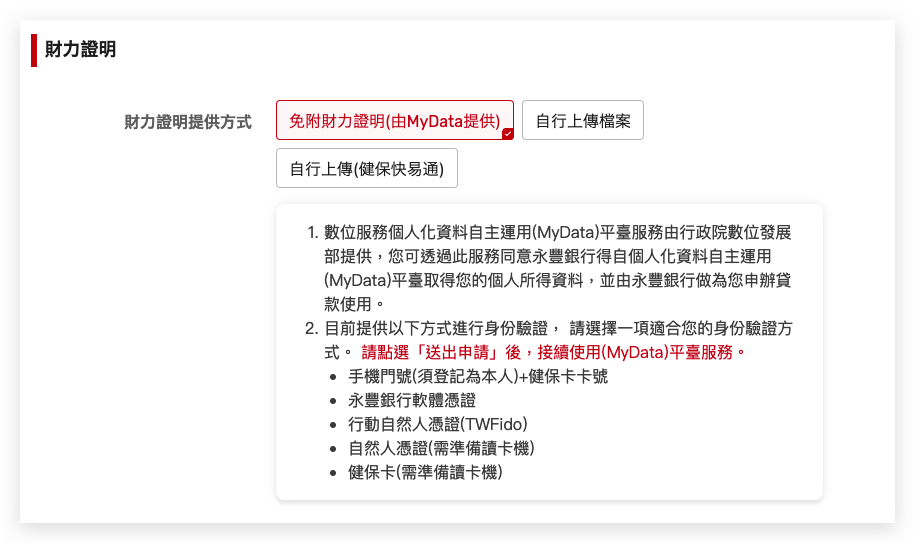 財力證明
財力證明提供方式
免附財力證明(由MyData提供)
自行上傳檔案
自行上傳(健保快易通)
1. 數位服務個人化資料自主運用(MyData)平臺服務由行政院數位發展
部提供，您可透過此服務同意永豐銀行得自個人化資料自主運用
(MyData)平臺取得您的個人所得資料，並由永豐銀行做為您申辦貸
款使用。
2. 目前提供以下方式進行身份驗證， 請選擇一項適合您的身份驗證方
式。 請點選「送出申請」後，接續使用(MyData)平臺服務。
• 手機門號(須登記為本人)+健保卡卡號
• 永豐銀行軟體憑證
• 行動自然人憑證(TWFido)
• 自然人憑證(需準備讀卡機)
• 健保卡(需準備讀卡機)